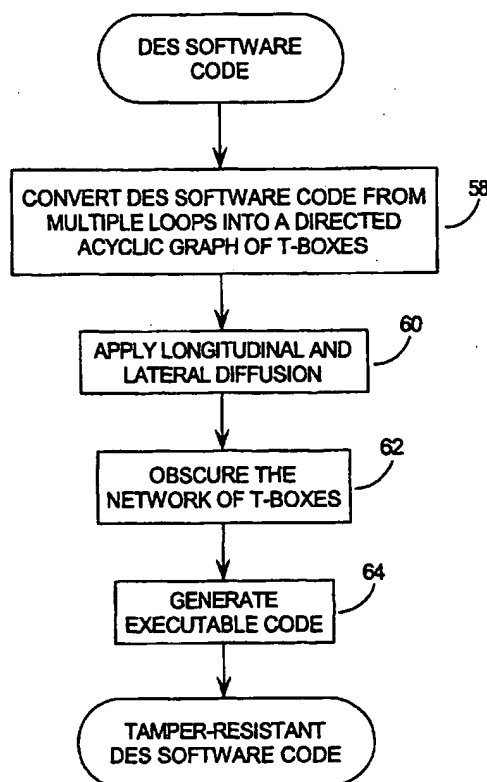 DES SOFTWARE
CODE
CONVERT DES SOFTWARE CODE FROM
MULTIPLE LOOPS INTO A DIRECTED
ACYCLIC GRAPH OF T-BOXES
58
APPLY LONGITUDINAL AND
LATERAL DIFFUSION
60
OBSCURE THE
NETWORK OF T-BOXES
62
GENERATE
EXECUTABLE CODE
64
TAMPER-RESISTANT
DES SOFTWARE CODE